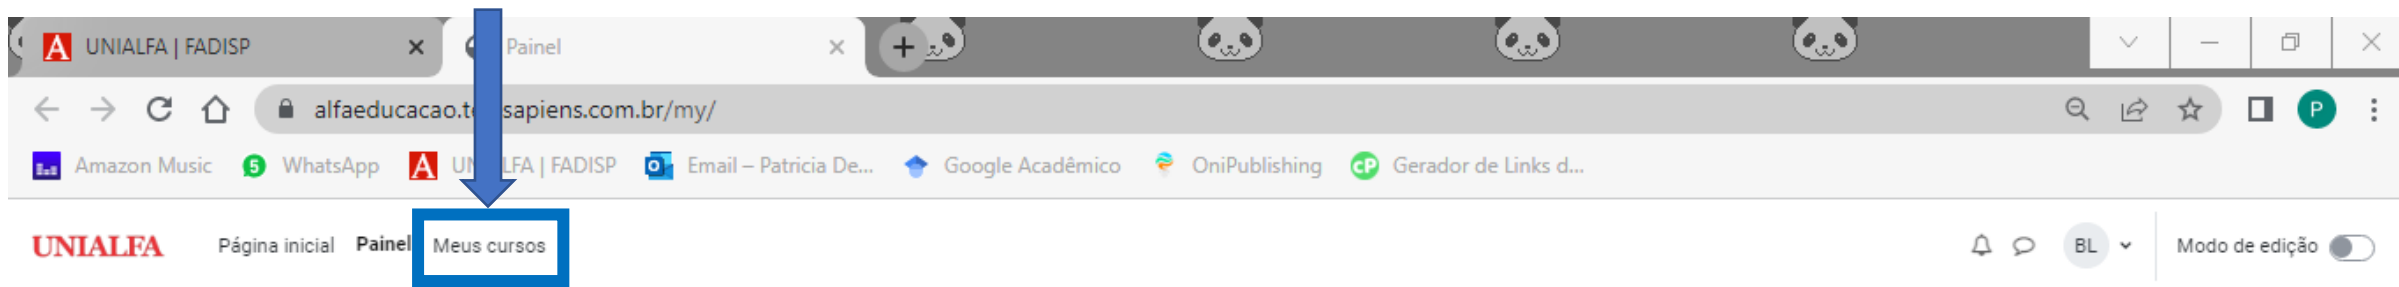 UNIALFA | FADISP
Painel
alfaeducacao.te sapiens.com.br/my/
Amazon Music WhatsApp UN LFA | FADISP Email – Patricia De... Google Acadêmico OniPublishing Gerador de Links d...
UNIALFA Página inicial Painel Meus cursos BL Modo de edição